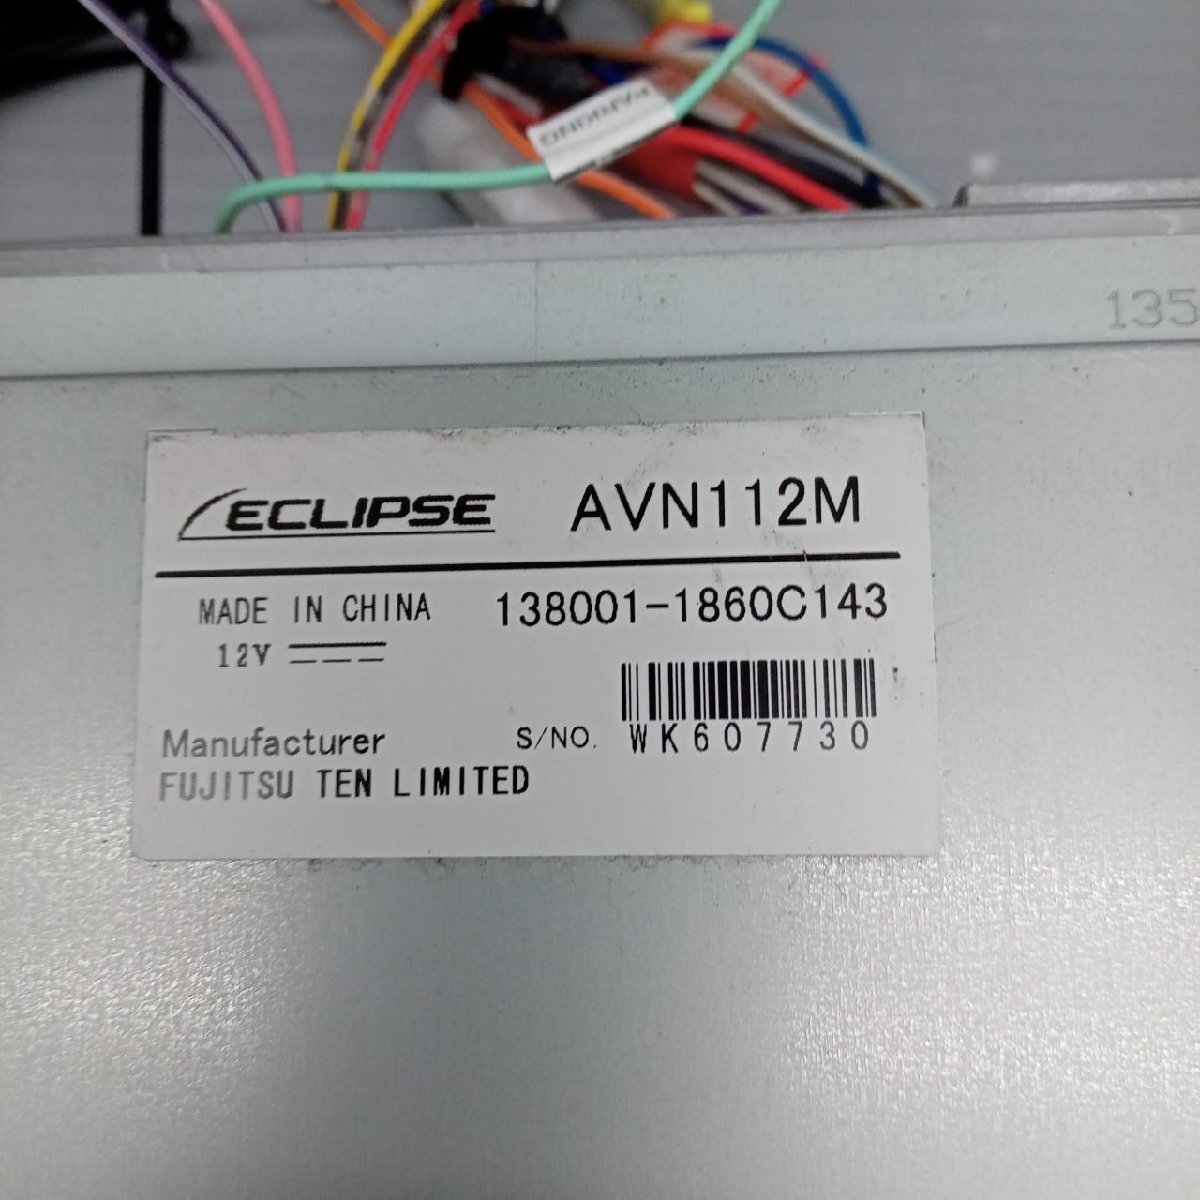 135
ECLIPSE AVN112M
MADE IN CHINA 138001-1860C143
12V
S/NO. WK607730
Manufacturer
FUJITSU TEN LIMITED